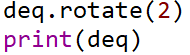 deq.rotate(2)
print(deq)